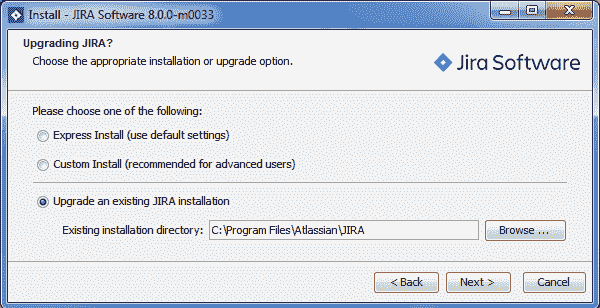 Install - JIRA Software 8.0.0-m0033
Upgrading JIRA?
Choose the appropriate installation or upgrade option.
Jira Software
Please choose one of the following:
Express Install (use default settings)
Custom Install (recommended for advanced users)
Upgrade an existing JIRA installation
Existing installation directory: C:\Program Files\Atlassian\JIRA Browse ...
< Back Next > Cancel